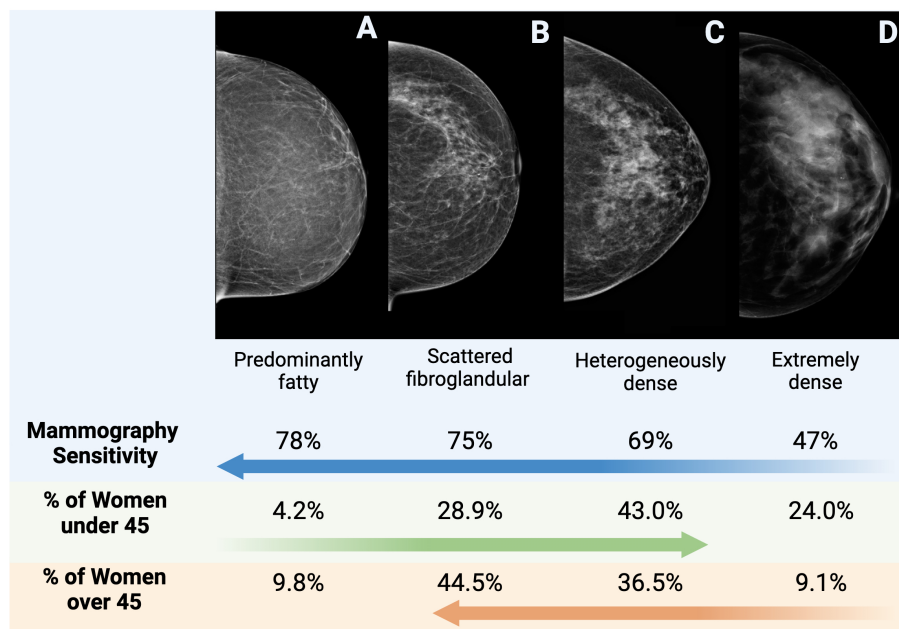 A B C D
Predominantly fatty
Scattered fibroglandular
Heterogeneously dense
Extremely dense
Mammography Sensitivity
78% 75% 69% 47%
% of Women under 45
4.2% 28.9% 43.0% 24.0%
% of Women over 45
9.8% 44.5% 36.5% 9.1%